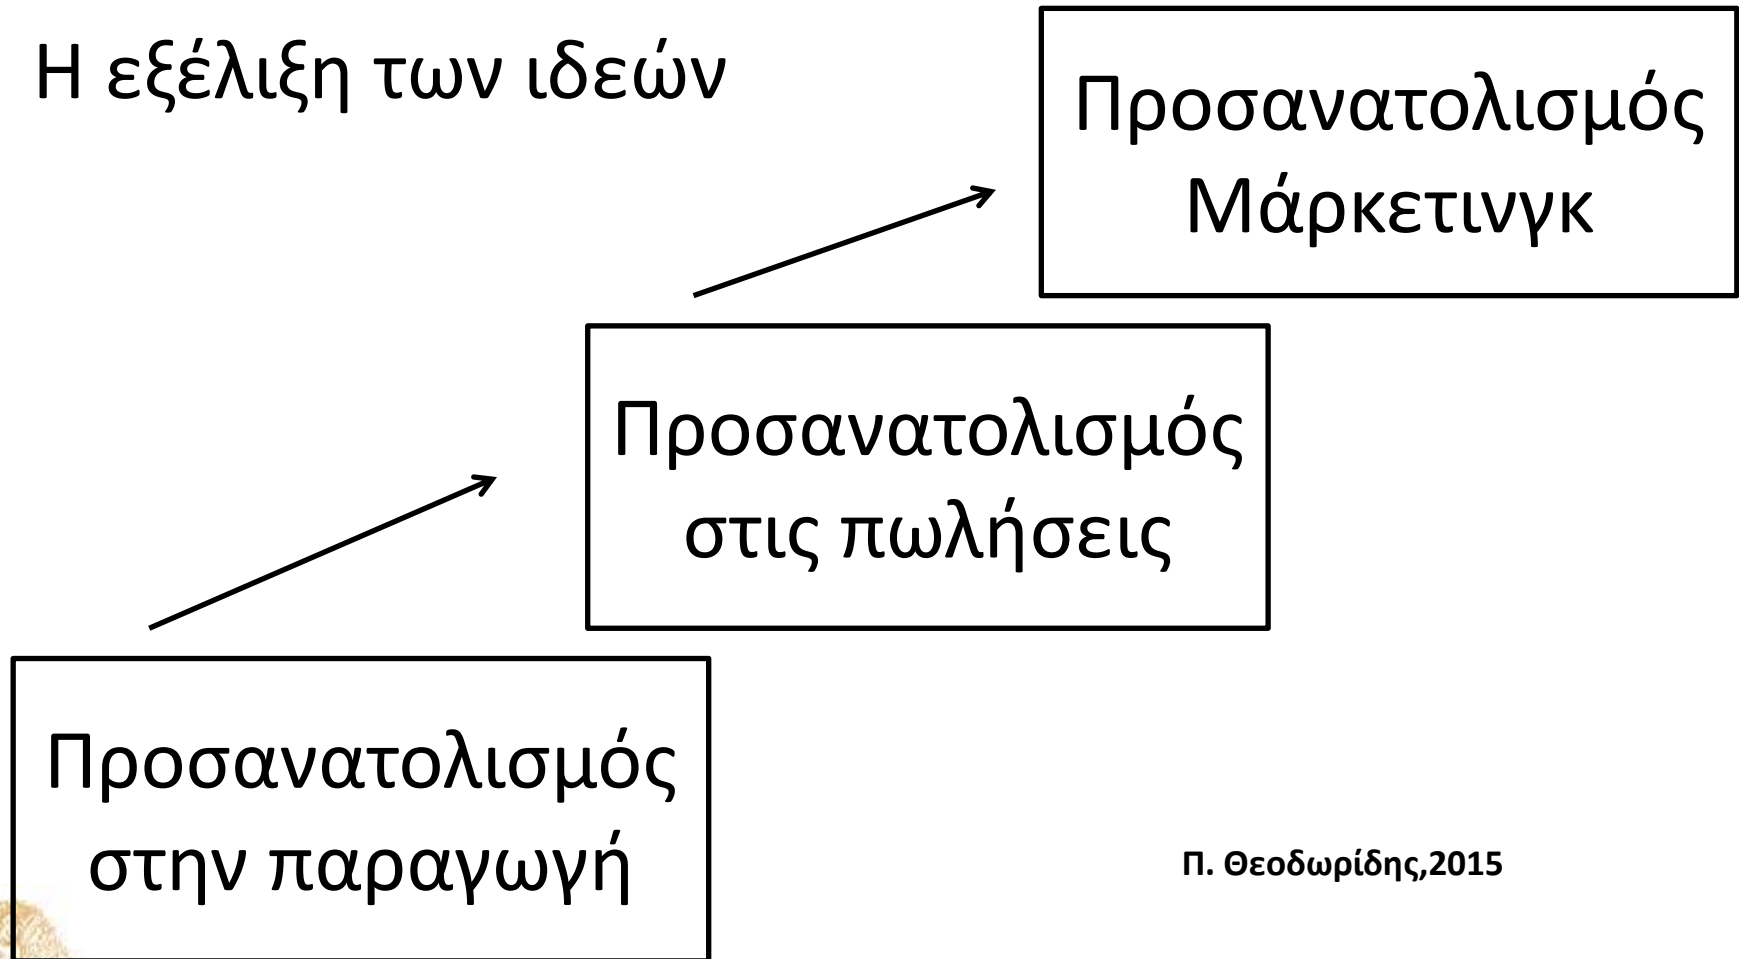 Η εξέλιξη των ιδεών
Προσανατολισμός
Μάρκετινγκ
Προσανατολισμός
στις πωλήσεις
Προσανατολισμός
στην παραγωγή
Π. Θεοδωρίδης,2015